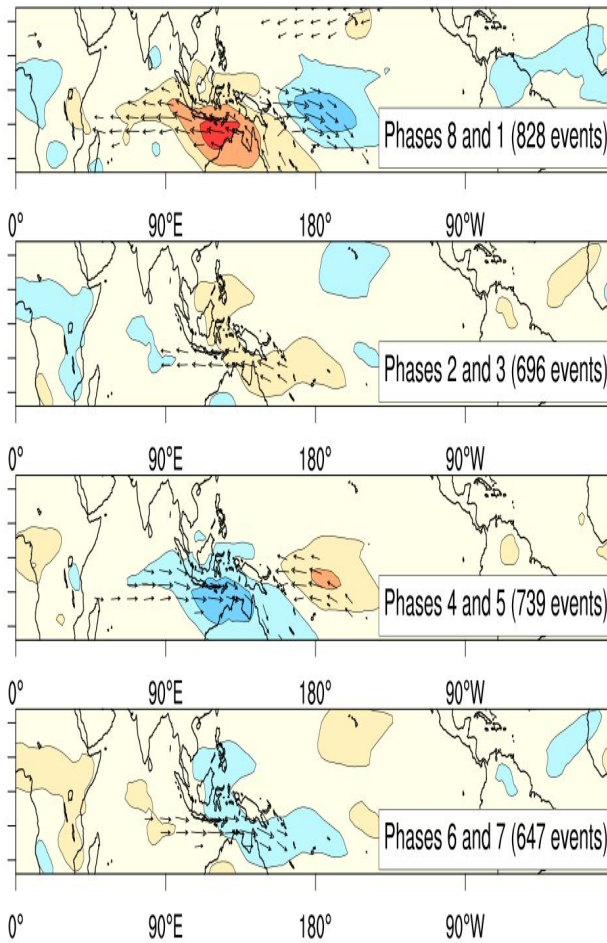 Phases 8 and 1 (828 events)
0° 90°E 180° 90°W
Phases 2 and 3 (696 events)
0° 90°E 180° 90°W
Phases 4 and 5 (739 events)
0° 90°E 180° 90°W
Phases 6 and 7 (647 events)
0° 90°E 180° 90°W